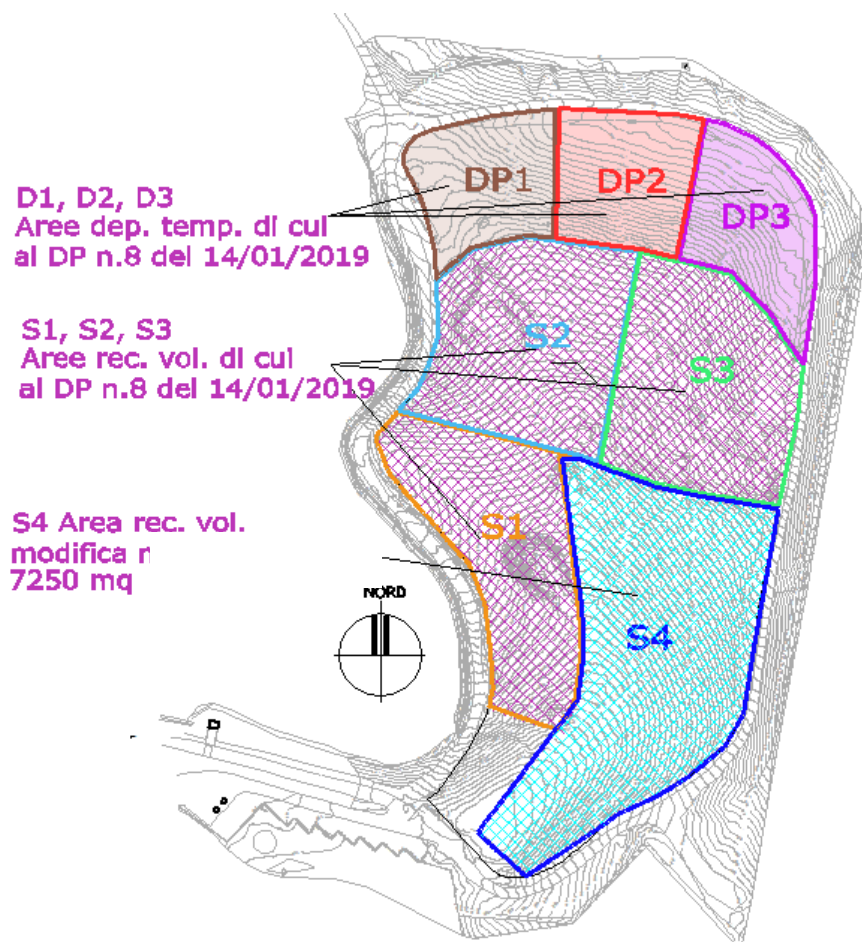 DP1
DP2
DP3
D1, D2, D3
Aree dep. temp. di cui
al DP n.8 del 14/01/2019
S1, S2, S3
Aree rec. vol. di cui
al DP n.8 del 14/01/2019
S2
S3
S4 Area rec. vol.
modifica n
7250 mq
S1
NORD
S4